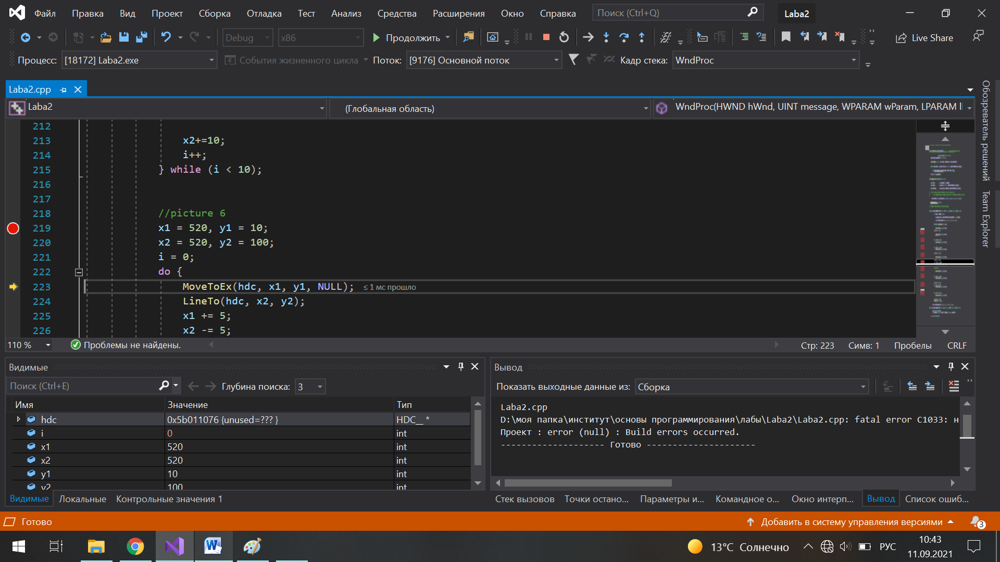 Файл Правка Вид Проект Сборка Отладка Тест Анализ Средства Расширения Окно Справка Поиск (Ctrl+Q) Laba2
Debug x86 Продолжить Live Share
Процесс: [18172] Laba2.exe События жизненного цикла Поток: [9176] Основной поток Кадр стека: WndProc
Laba2.cpp
Laba2 (Глобальная область) WndProc(HWND hWnd, UINT message, WPARAM wParam, LPARAM l
Обозреватель решений
Team Explorer
212
213 x2+=10;
214 i++;
215 } while (i < 10);
216
217
218 //picture 6
219 x1 = 520, y1 = 10;
220 x2 = 520, y2 = 100;
221 i = 0;
222 do {
223 MoveToEx(hdc, x1, y1, NULL); ≤ 1 мс прошло
224 LineTo(hdc, x2, y2);
225 x1 += 5;
226 x2 -= 5;
110 % Проблемы не найдены. Стр: 223 Симв: 1 Пробелы CRLF
Видимые
Поиск (Ctrl+E) Глубина поиска: 3
Имя Значение Тип
hdc 0x5b011076 {unused=??? } HDC__ *
i 0 int
x1 520 int
x2 520 int
y1 10 int
y2 100 int
Видимые Локальные Контрольные значения 1
Вывод
Показать выходные данные из: Сборка
Laba2.cpp
D:\моя папка\институт\основы программирования\лабы\Laba2\Laba2.cpp: fatal error C1033: н
Проект : error (null) : Build errors occurred.
-------------------- Готово ---------------------
Стек вызовов Точки остано... Параметры и... Командное о... Окно интерп... Вывод Список ошиб...
Готово Добавить в систему управления версиями 3
13°C Солнечно РУС 10:43
11.09.2021